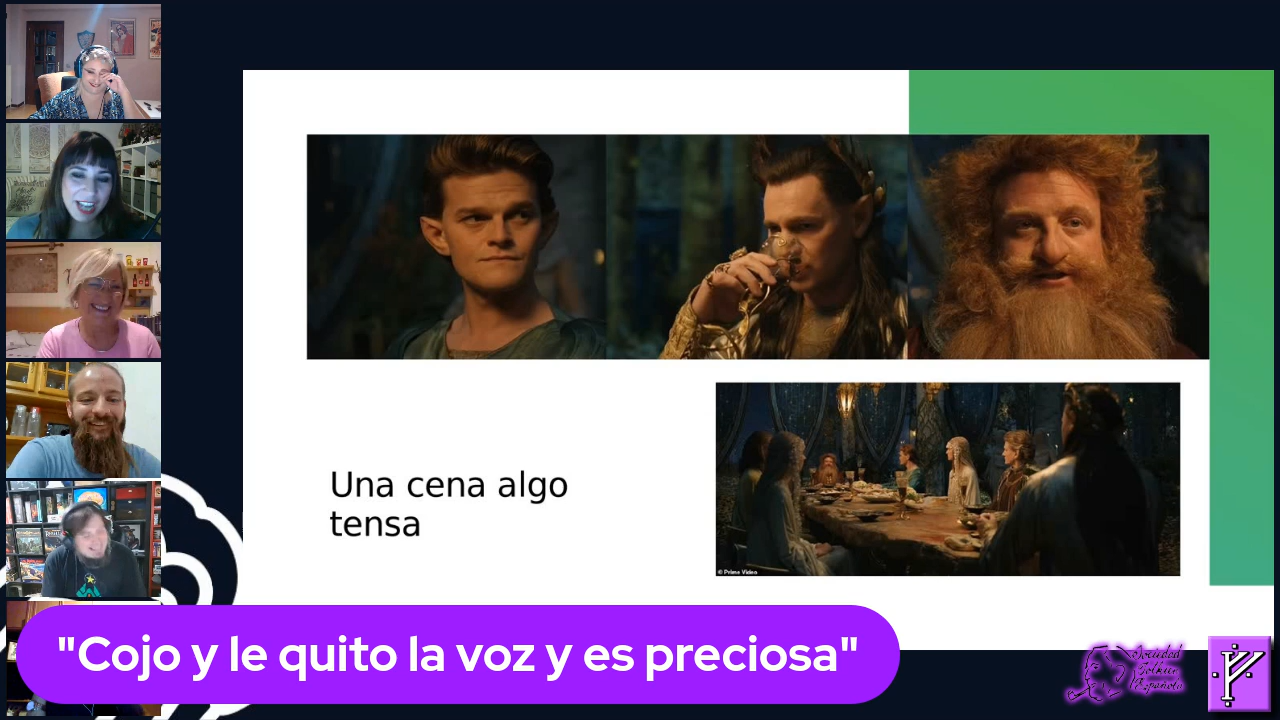 Una cena algo
tensa
© Prime Video
"Cojo y le quito la voz y es preciosa"
Sociedad
Tolkien
Española